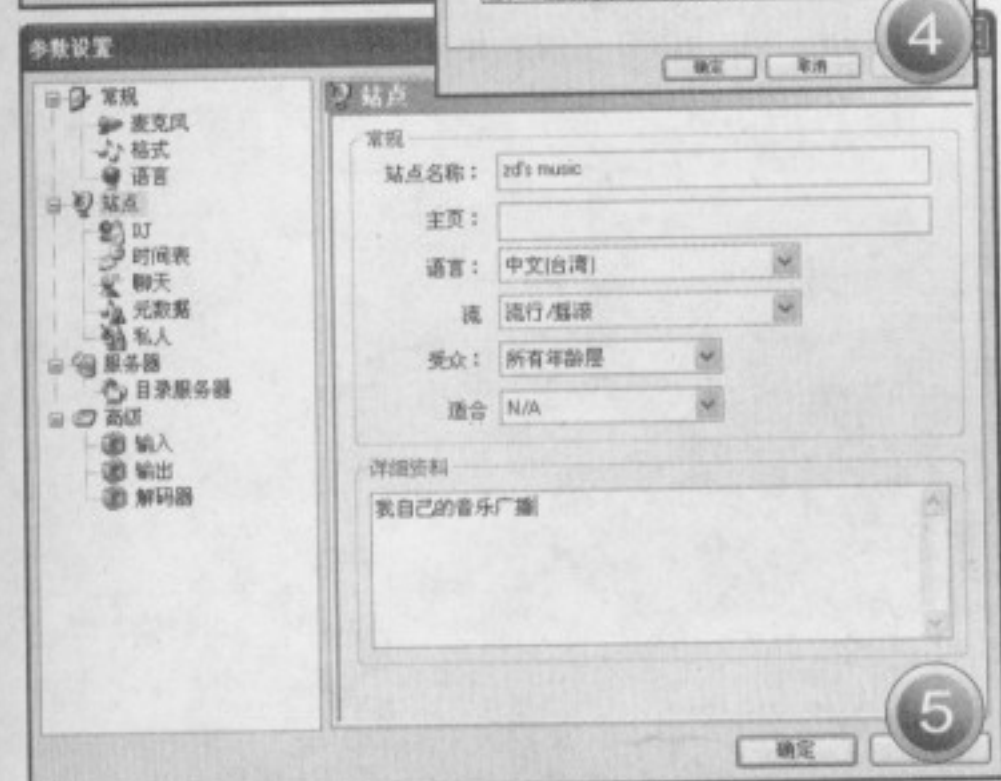 4
确定 取消
参数设置
常规
麦克风
格式
语言
站点
DJ
时间表
聊天
元数据
私人
服务器
目录服务器
高级
输入
输出
解码器
站点
常规
站点名称： zd's music
主页：
语言： 中文(台湾)
流 流行/摇滚
受众： 所有年龄层
适合 N/A
详细资料
我自己的音乐广播
确定
5